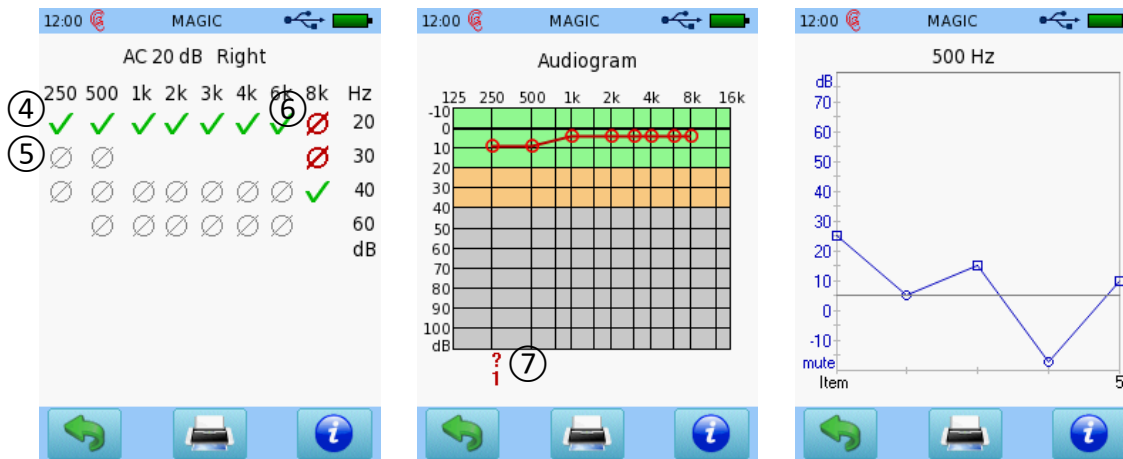 12:00 MAGIC
AC 20 dB Right
④ 250 500 1k 2k 3k 4k 6k 8k Hz
⑥ 20
⑤ 30
40
60
dB
12:00 MAGIC
Audiogram
125 250 500 1k 2k 4k 8k 16k
-10
0
10
20
30
40
50
60
70
80
90
100
dB
?
1
⑦
i
12:00 MAGIC
500 Hz
dB
70
60
50
40
30
20
10
0
-10
mute
Item 5
i
i